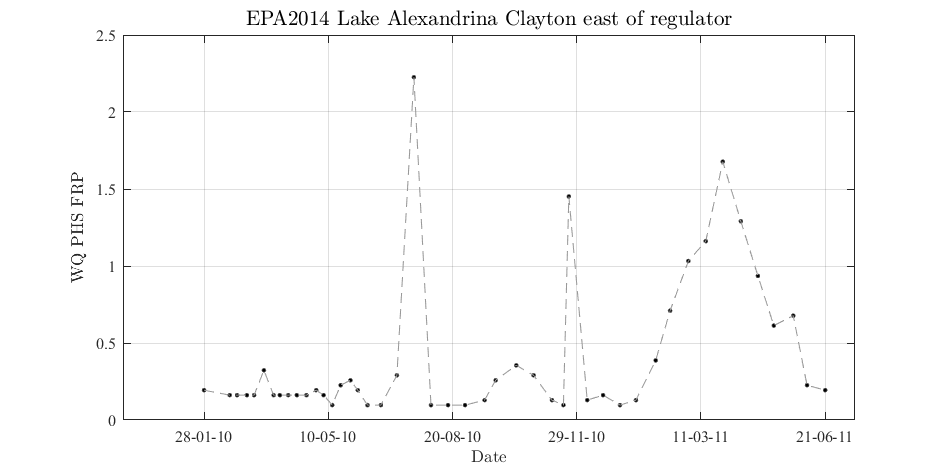 EPA2014 Lake Alexandrina Clayton east of regulator
2.5
2
1.5
1
0.5
0
WQ PHS FRP
28-01-10 10-05-10 20-08-10 29-11-10 11-03-11 21-06-11
Date